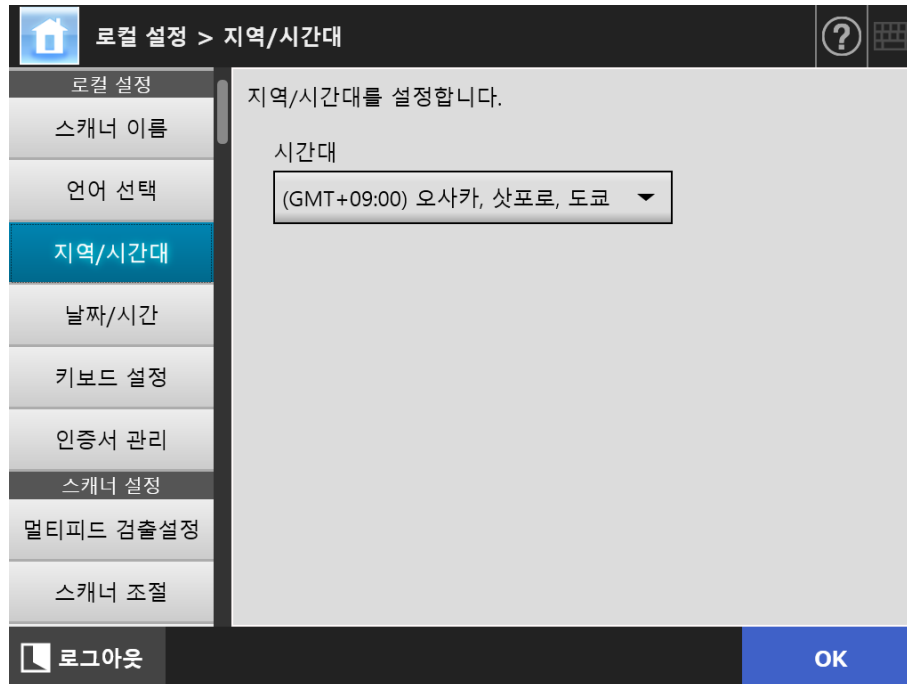 로컬 설정 > 지역/시간대
로컬 설정
스캐너 이름
언어 선택
지역/시간대
날짜/시간
키보드 설정
인증서 관리
스캐너 설정
멀티피드 검출설정
스캐너 조절
지역/시간대를 설정합니다.
시간대
(GMT+09:00) 오사카, 삿포로, 도쿄
로그아웃
OK